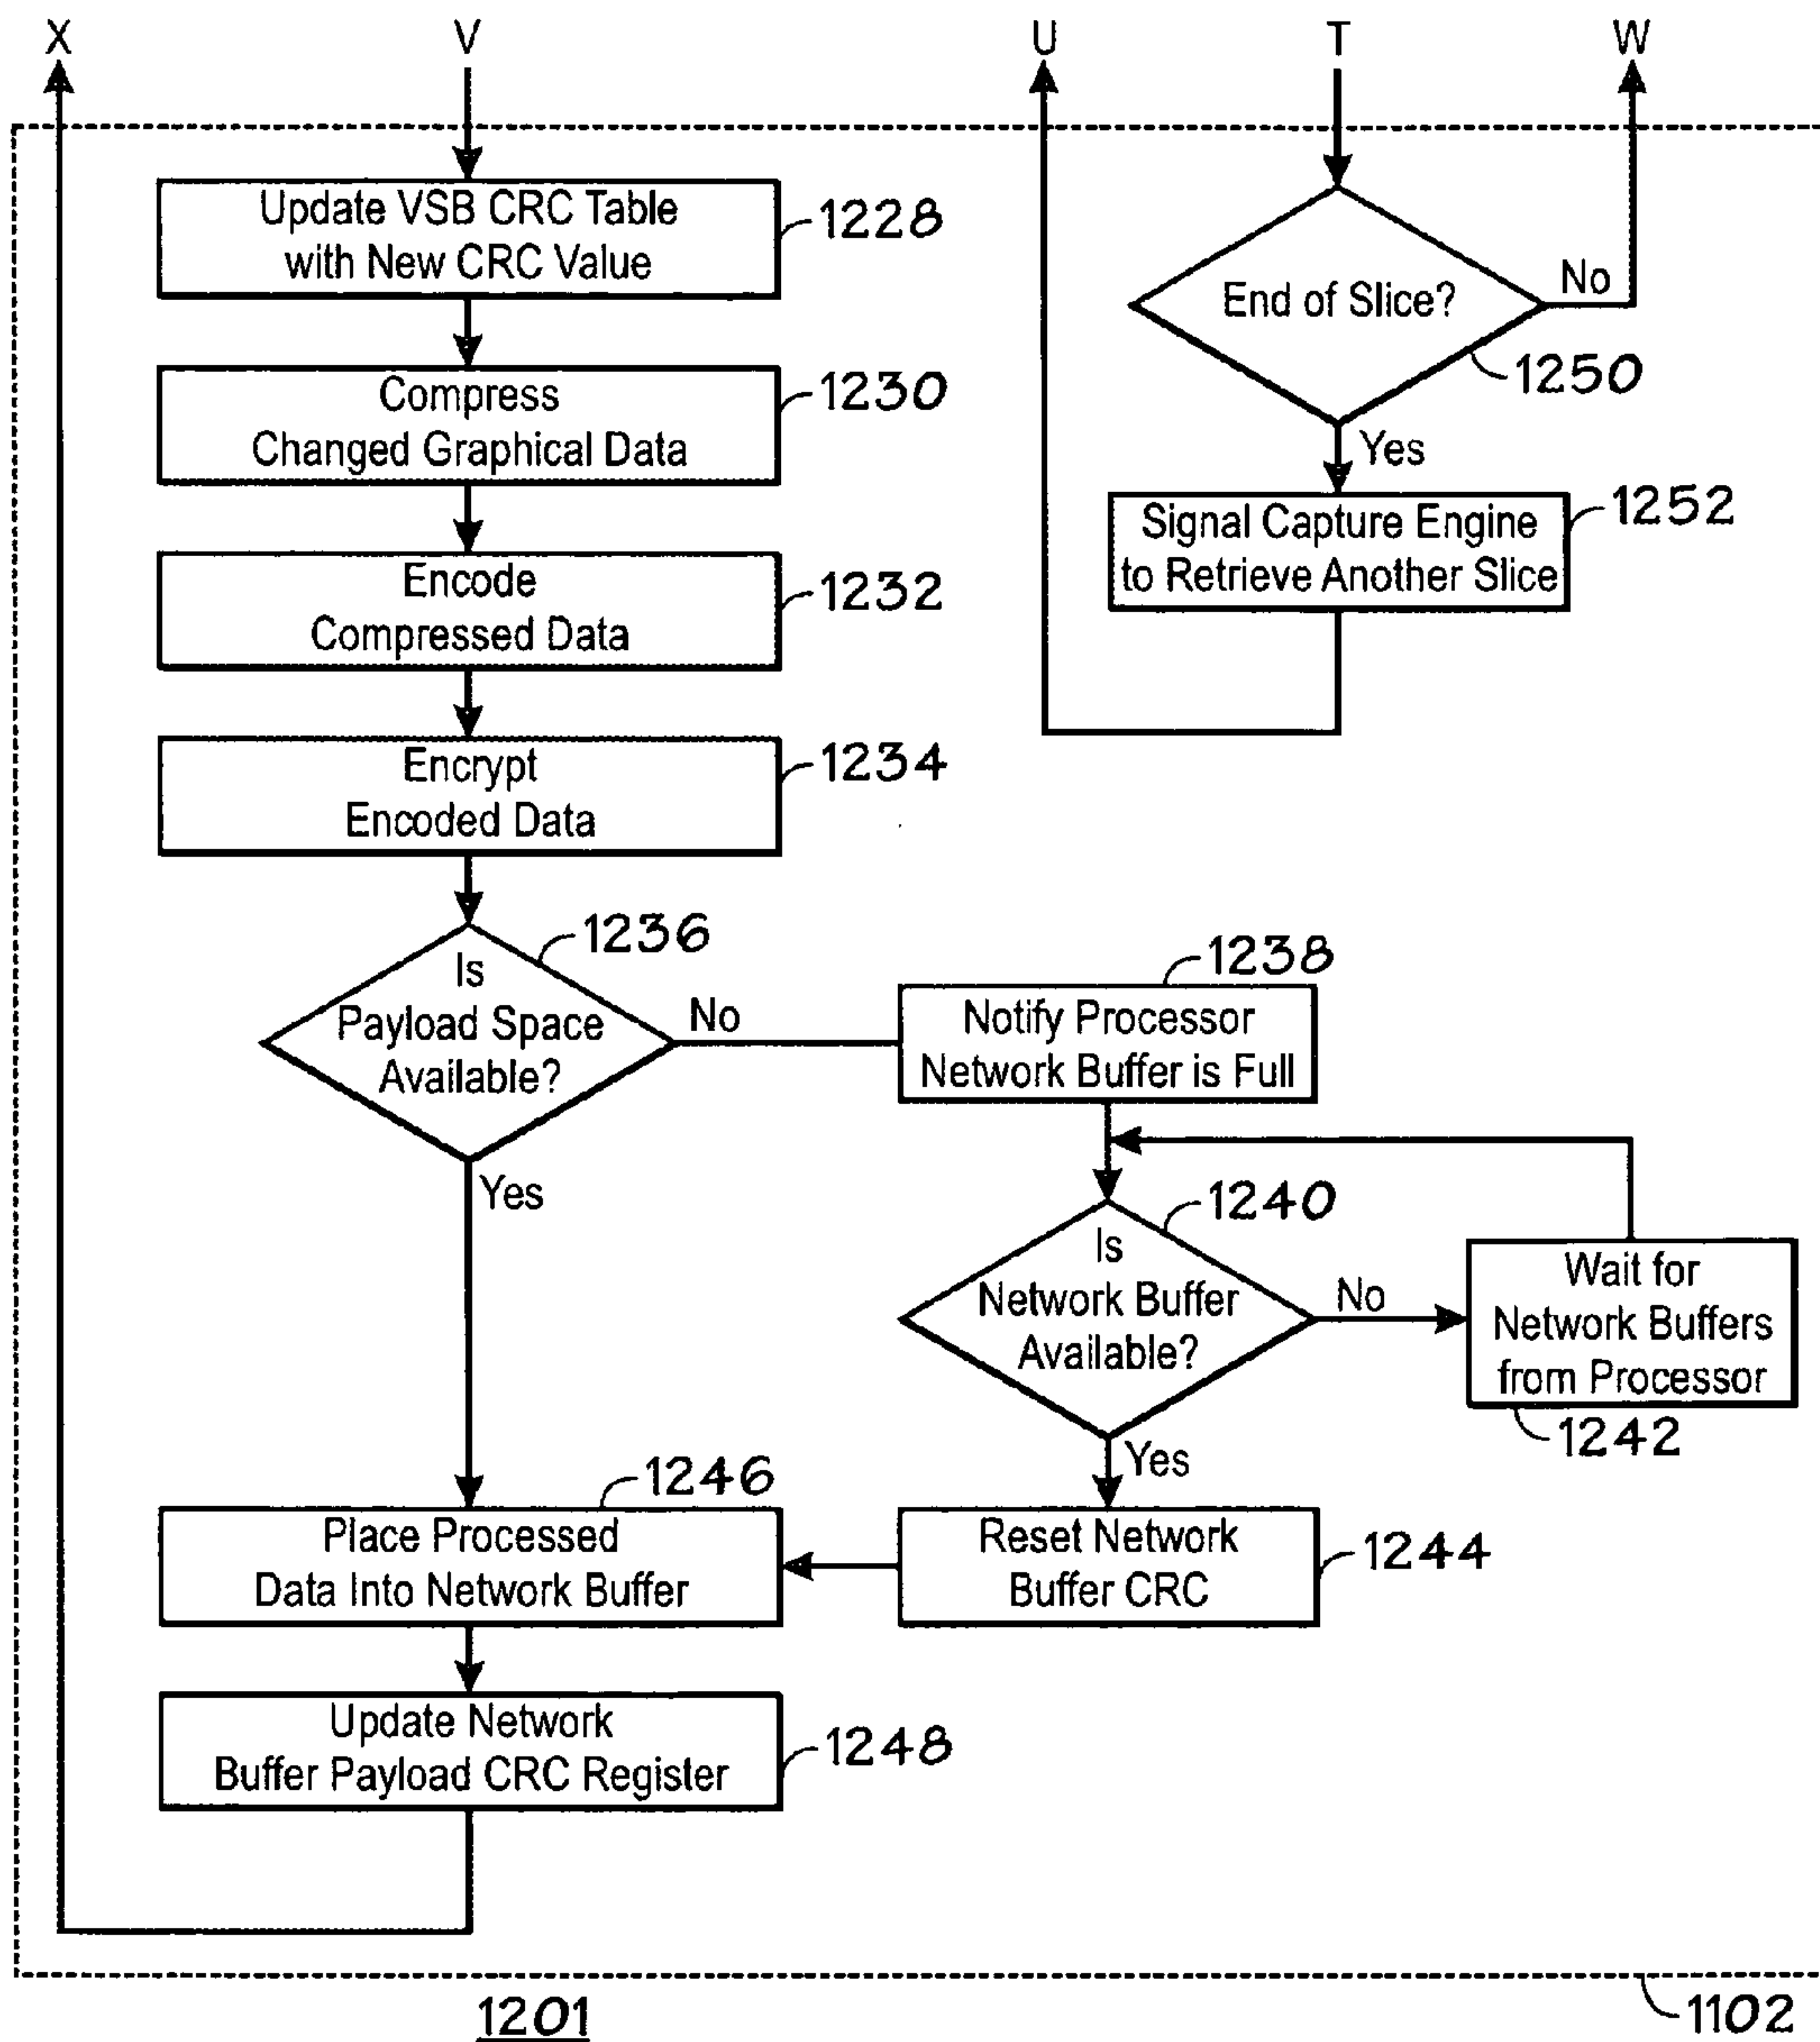 X
V
U
T
W
Update VSB CRC Table
with New CRC Value
1228
Compress
Changed Graphical Data
1230
Encode
Compressed Data
1232
Encrypt
Encoded Data
1234
End of Slice?
No
1250
Yes
Signal Capture Engine
to Retrieve Another Slice
1252
1236
Is
Payload Space
Available?
No
Yes
1238
Notify Processor
Network Buffer is Full
1240
Is
Network Buffer
Available?
No
Yes
Wait for
Network Buffers
from Processor
1242
1246
Place Processed
Data Into Network Buffer
Reset Network
Buffer CRC
1244
Update Network
Buffer Payload CRC Register
1248
1201
1102